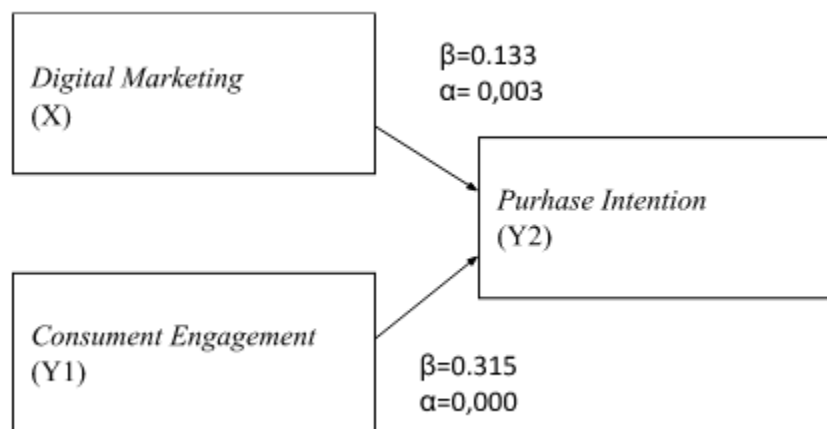 Digital Marketing
(X)
β=0.133
α= 0,003
Purhase Intention
(Y2)
Consument Engagement
(Y1)
β=0.315
α=0,000